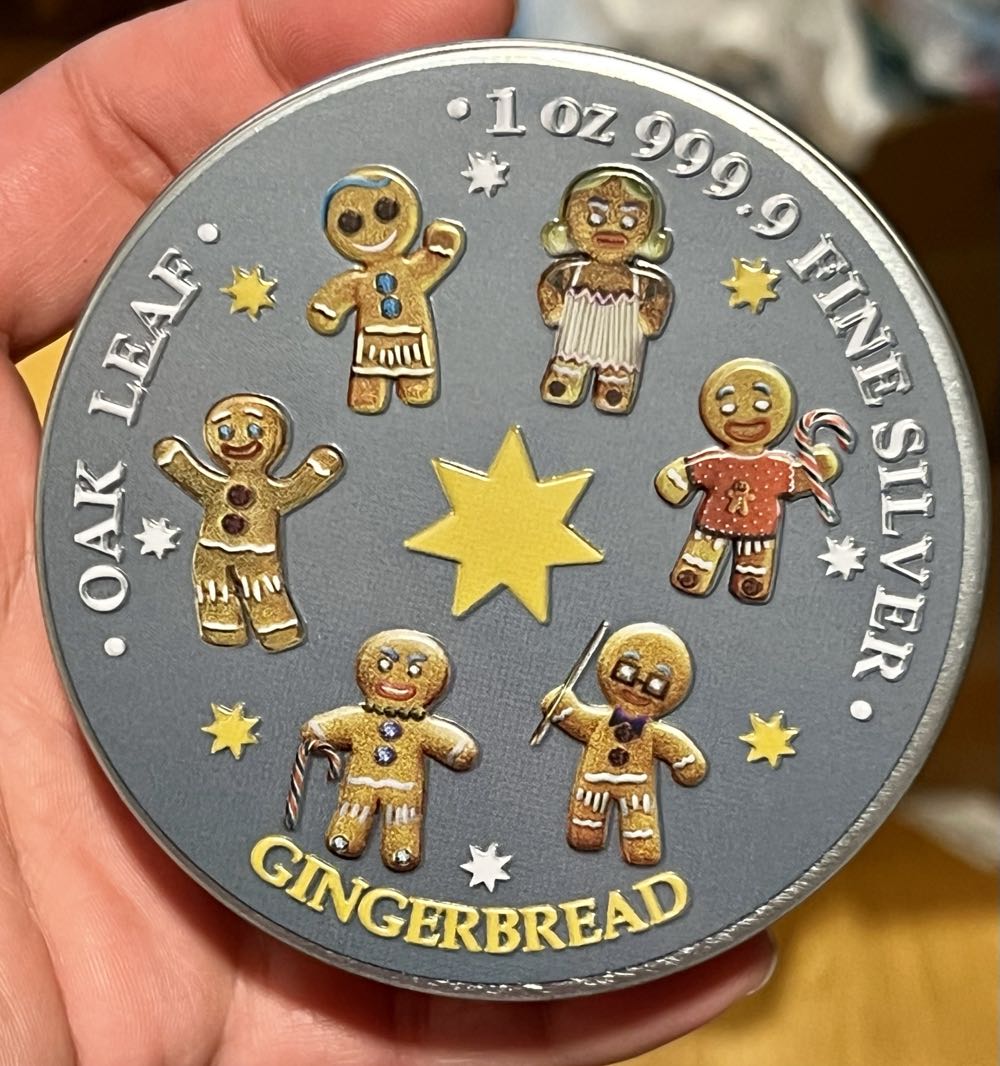 • OAK LEAF •
• 1 OZ 999.9 FINE SILVER •
GINGERBREAD